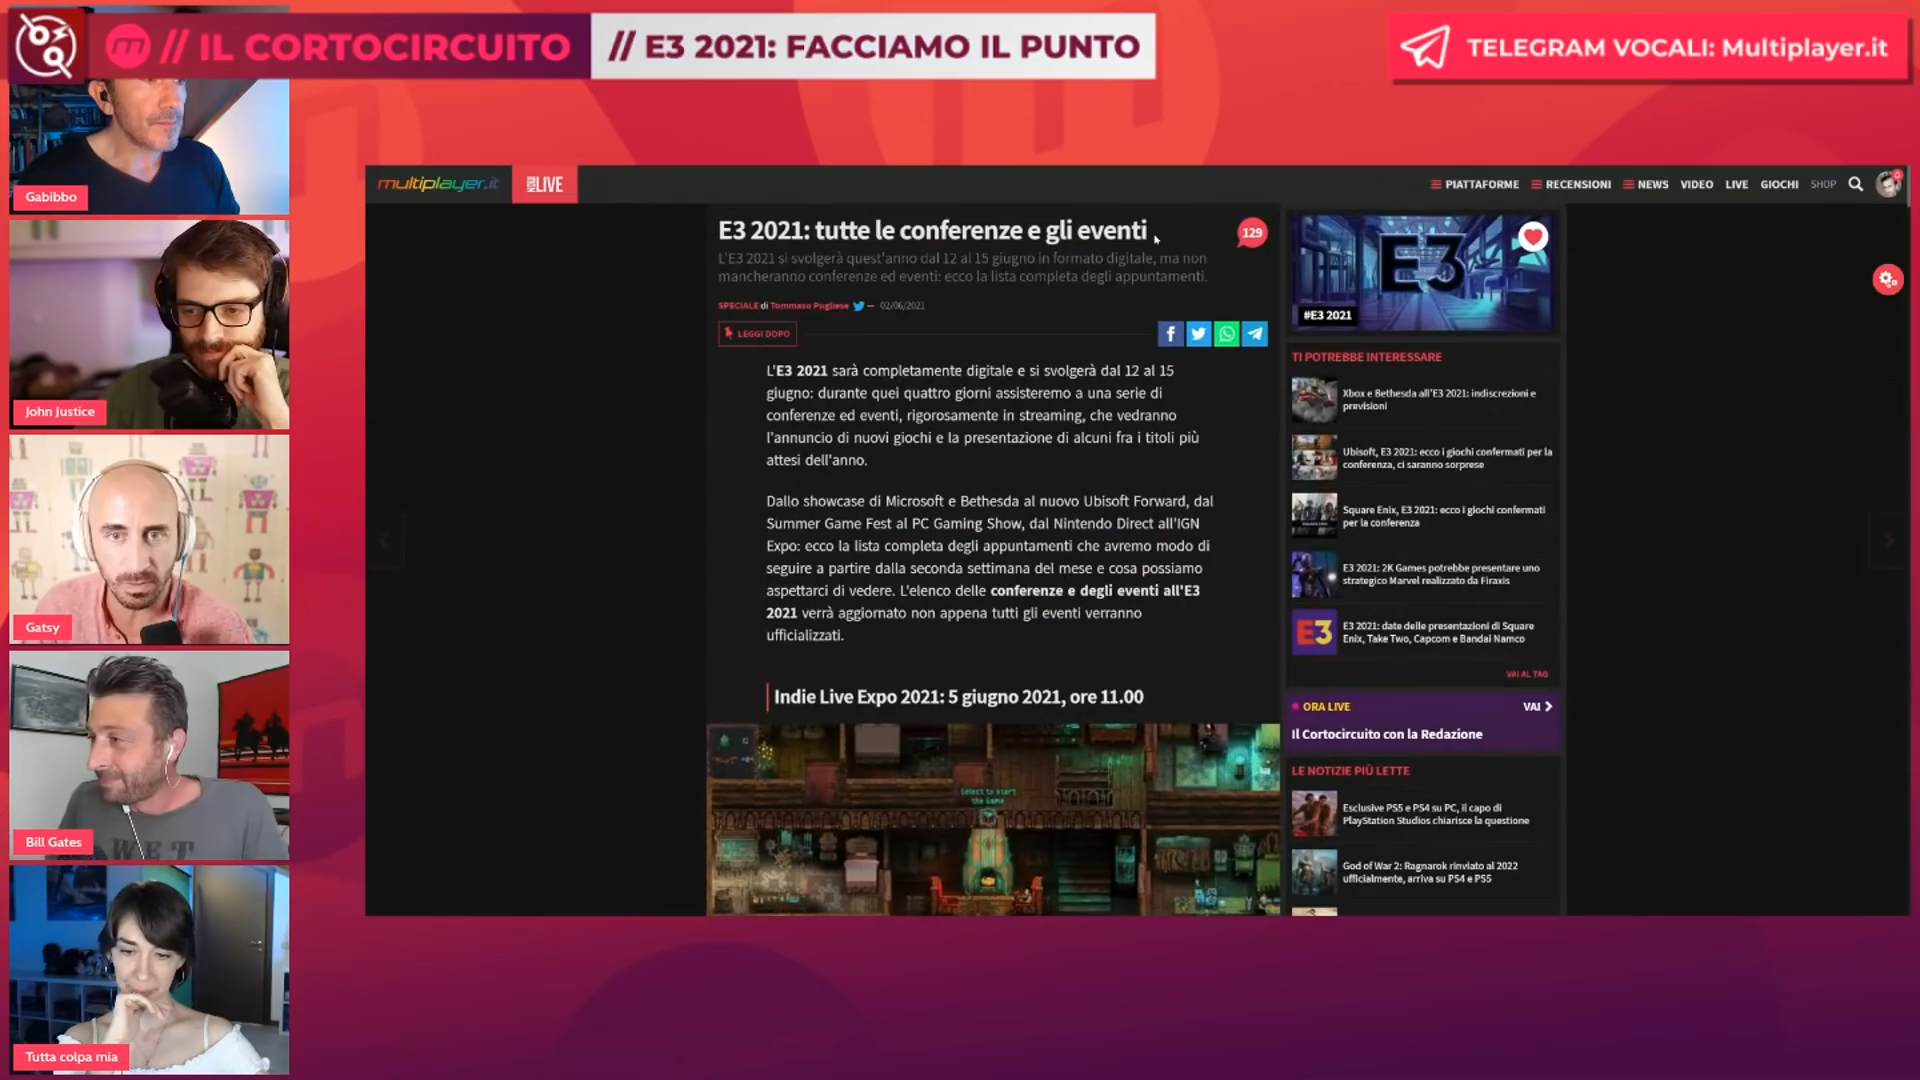 // IL CORTOCIRCUITO
// E3 2021: FACCIAMO IL PUNTO
TELEGRAM VOCALI: Multiplayer.it
Gabibbo
John Justice
Gatsy
WET
Bill Gates
Tutta colpa mia
multiplayer.it
NOW LIVE
PIATTAFORME
RECENSIONI
NEWS
VIDEO
LIVE
GIOCHI
SHOP
E3 2021: tutte le conferenze e gli eventi
129
L'E3 2021 si svolgerà quest'anno dal 12 al 15 giugno in formato digitale, ma non
mancheranno conferenze ed eventi: ecco la lista completa degli appuntamenti.
SPECIALE di Tommaso Pugliese — 02/06/2021
LEGGI DOPO
L'E3 2021 sarà completamente digitale e si svolgerà dal 12 al 15
giugno: durante quei quattro giorni assisteremo a una serie di
conferenze ed eventi, rigorosamente in streaming, che vedranno
l'annuncio di nuovi giochi e la presentazione di alcuni fra i titoli più
attesi dell'anno.
Dallo showcase di Microsoft e Bethesda al nuovo Ubisoft Forward, dal
Summer Game Fest al PC Gaming Show, dal Nintendo Direct all'IGN
Expo: ecco la lista completa degli appuntamenti che avremo modo di
seguire a partire dalla seconda settimana del mese e cosa possiamo
aspettarci di vedere. L'elenco delle conferenze e degli eventi all'E3
2021 verrà aggiornato non appena tutti gli eventi verranno
ufficializzati.
Indie Live Expo 2021: 5 giugno 2021, ore 11.00
Select to start
the Game
E3
#E3 2021
TI POTREBBE INTERESSARE
Xbox e Bethesda all'E3 2021: indiscrezioni e
previsioni
Ubisoft, E3 2021: ecco i giochi confermati per la
conferenza, ci saranno sorprese
Square Enix, E3 2021: ecco i giochi confermati
per la conferenza
E3 2021: 2K Games potrebbe presentare uno
strategico Marvel realizzato da Firaxis
E3
E3 2021: date delle presentazioni di Square
Enix, Take Two, Capcom e Bandai Namco
VAI AL TAG
ORA LIVE
VAI
Il Cortocircuito con la Redazione
LE NOTIZIE PIÙ LETTE
Esclusive PS5 e PS4 su PC, il capo di
PlayStation Studios chiarisce la questione
God of War 2: Ragnarok rinviato al 2022
ufficialmente, arriva su PS4 e PS5